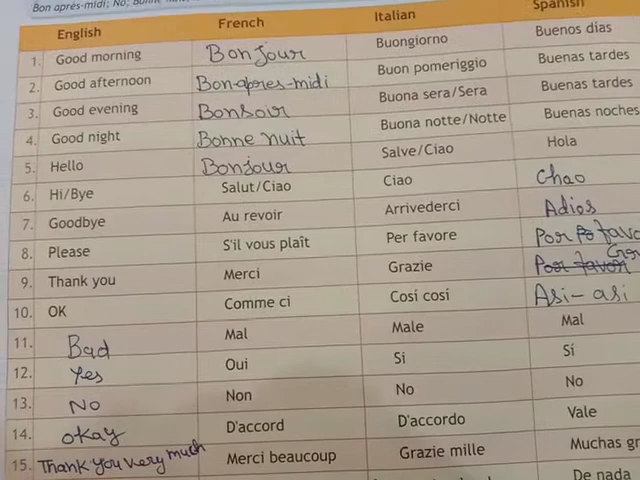 Bon après-midi; No; Bonne
English French Italian Spanish
1. Good morning Bonjour Buongiorno Buenos días
2. Good afternoon Bon-apres-midi Buon pomeriggio Buenas tardes
3. Good evening Bonsoir Buona sera/Sera Buenas tardes
4. Good night Bonne nuit Buona notte/Notte Buenas noches
5. Hello Bonjour Salve/Ciao Hola
6. Hi/Bye Salut/Ciao Ciao Chao
7. Goodbye Au revoir Arrivederci Adios
8. Please S'il vous plaît Per favore Por
9. Thank you Merci Grazie Por favor
10. OK Comme ci Cosí cosí Asi-asi
11. Bad Mal Male Mal
12. Yes Oui Si Sí
13. No Non No No
14. Okay D'accord D'accordo Vale
15. Thank you very much Merci beaucoup Grazie mille Muchas gr
De nada